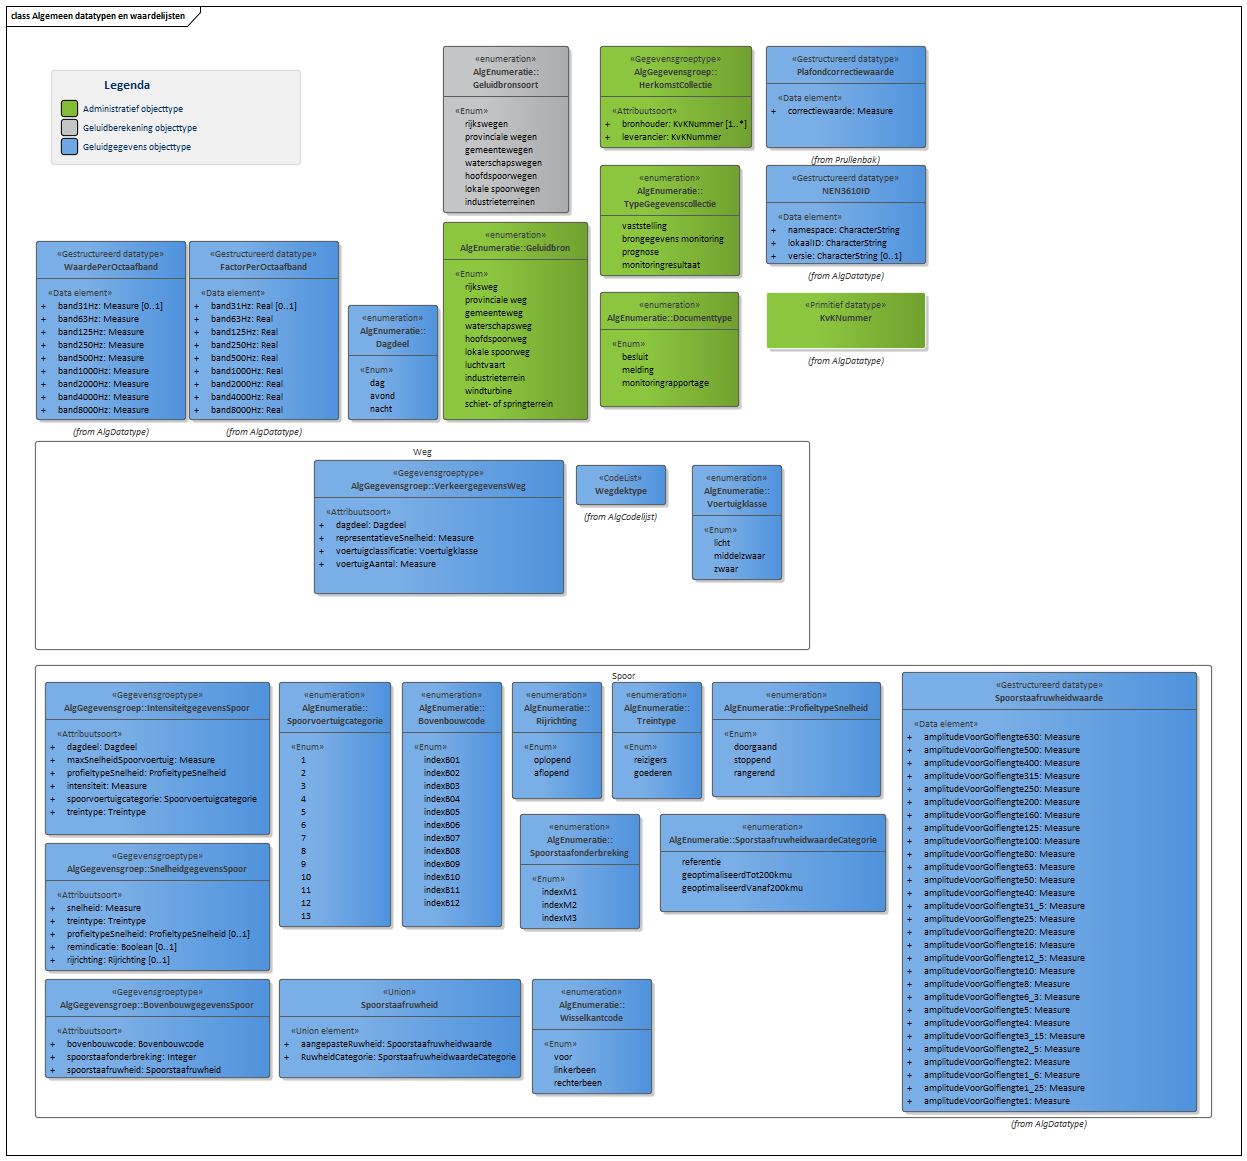 class Algemeen datatypen en waardelijsten
Legenda
Administratief objecttype
Geluidberekening objecttype
Geluidgegevens objecttype
«enumeration»
AlgEnumeratie::
Geluidbronsoort
«Enum»
rijkswegen
provinciale wegen
gemeentewegen
waterschapswegen
hoofdspoorwegen
lokale spoorwegen
industrieterreinen
«Gegevensgroeptype»
AlgGegevensgroep::
HerkomstCollectie
«Attribuutsoort»
+ bronhouder: KvKNummer [1..*]
+ leverancier: KvKNummer
«Gestructureerd datatype»
Plafondcorrectiewaarde
«Data element»
+ correctiewaarde: Measure
(from Prullenbak)
«enumeration»
AlgEnumeratie::
TypeGegevenscollectie
vaststelling
brongegevens monitoring
prognose
monitoringresultaat
«Gestructureerd datatype»
NEN3610ID
«Data element»
+ namespace: CharacterString
+ lokaalID: CharacterString
+ versie: CharacterString [0..1]
(from AlgDatatype)
«Gestructureerd datatype»
WaardePerOctaafband
«Data element»
+ band31Hz: Measure [0..1]
+ band63Hz: Measure
+ band125Hz: Measure
+ band250Hz: Measure
+ band500Hz: Measure
+ band1000Hz: Measure
+ band2000Hz: Measure
+ band4000Hz: Measure
+ band8000Hz: Measure
(from AlgDatatype)
«Gestructureerd datatype»
FactorPerOctaafband
«Data element»
+ band31Hz: Real [0..1]
+ band63Hz: Real
+ band125Hz: Real
+ band250Hz: Real
+ band500Hz: Real
+ band1000Hz: Real
+ band2000Hz: Real
+ band4000Hz: Real
+ band8000Hz: Real
(from AlgDatatype)
«enumeration»
AlgEnumeratie::
Dagdeel
«Enum»
dag
avond
nacht
«enumeration»
AlgEnumeratie::Geluidbron
«Enum»
rijksweg
provinciale weg
gemeenteweg
waterschapsweg
hoofdspoorweg
lokale spoorweg
luchtvaart
industrieterrein
windturbine
schiet- of springterrein
«enumeration»
AlgEnumeratie::Documenttype
«Enum»
besluit
melding
monitoringrapportage
«Primitief datatype»
KvKNummer
(from AlgDatatype)
Weg
«Gegevensgroeptype»
AlgGegevensgroep::VerkeergegevensWeg
«Attribuutsoort»
+ dagdeel: Dagdeel
+ representatieveSnelheid: Measure
+ voertuigclassificatie: Voertuigklasse
+ voertuigAantal: Measure
«CodeList»
Wegdektype
(from AlgCodelijst)
«enumeration»
AlgEnumeratie::
Voertuigklasse
«Enum»
licht
middelzwaar
zwaar
Spoor
«Gegevensgroeptype»
AlgGegevensgroep::IntensiteitgegevensSpoor
«Attribuutsoort»
+ dagdeel: Dagdeel
+ maxSnelheidSpoorvoertuig: Measure
+ profieltypeSnelheid: ProfieltypeSnelheid
+ intensiteit: Measure
+ spoorvoertuigcategorie: Spoorvoertuigcategorie
+ treintype: Treintype
«Gegevensgroeptype»
AlgGegevensgroep::SnelheidgegevensSpoor
«Attribuutsoort»
+ snelheid: Measure
+ treintype: Treintype
+ profieltypeSnelheid: ProfieltypeSnelheid [0..1]
+ remindicatie: Boolean [0..1]
+ rijrichting: Rijrichting [0..1]
«Gegevensgroeptype»
AlgGegevensgroep::BovenbouwgegevensSpoor
«Attribuutsoort»
+ bovenbouwcode: Bovenbouwcode
+ spoorstaafonderbreking: Integer
+ spoorstaafruwheid: Spoorstaafruwheid
«enumeration»
AlgEnumeratie::
Spoorvoertuigcategorie
«Enum»
1
2
3
4
5
6
7
8
9
10
11
12
13
«enumeration»
AlgEnumeratie::
Bovenbouwcode
«Enum»
indexB01
indexB02
indexB03
indexB04
indexB05
indexB06
indexB07
indexB08
indexB09
indexB10
indexB11
indexB12
«enumeration»
AlgEnumeratie::
Rijrichting
«Enum»
oplopend
aflopend
«enumeration»
AlgEnumeratie::
Treintype
«Enum»
reizigers
goederen
«enumeration»
AlgEnumeratie::ProfieltypeSnelheid
«Enum»
doorgaand
stoppend
rangerend
«enumeration»
AlgEnumeratie::
Spoorstaafonderbreking
«Enum»
indexM1
indexM2
indexM3
«enumeration»
AlgEnumeratie::SporstaafruwheidwaardeCategorie
referentie
geoptimaliseerdTot200kmu
geoptimaliseerdVanaf200kmu
«Union»
Spoorstaafruwheid
«Union element»
+ aangepasteRuwheid: Spoorstaafruwheidwaarde
+ RuwheidCategorie: SporstaafruwheidwaardeCategorie
«enumeration»
AlgEnumeratie::
Wisselkantcode
«Enum»
voor
linkerbeen
rechterbeen
«Gestructureerd datatype»
Spoorstaafruwheidwaarde
«Data element»
+ amplitudeVoorGolflengte630: Measure
+ amplitudeVoorGolflengte500: Measure
+ amplitudeVoorGolflengte400: Measure
+ amplitudeVoorGolflengte315: Measure
+ amplitudeVoorGolflengte250: Measure
+ amplitudeVoorGolflengte200: Measure
+ amplitudeVoorGolflengte160: Measure
+ amplitudeVoorGolflengte125: Measure
+ amplitudeVoorGolflengte100: Measure
+ amplitudeVoorGolflengte80: Measure
+ amplitudeVoorGolflengte63: Measure
+ amplitudeVoorGolflengte50: Measure
+ amplitudeVoorGolflengte40: Measure
+ amplitudeVoorGolflengte31_5: Measure
+ amplitudeVoorGolflengte25: Measure
+ amplitudeVoorGolflengte20: Measure
+ amplitudeVoorGolflengte16: Measure
+ amplitudeVoorGolflengte12_5: Measure
+ amplitudeVoorGolflengte10: Measure
+ amplitudeVoorGolflengte8: Measure
+ amplitudeVoorGolflengte6_3: Measure
+ amplitudeVoorGolflengte5: Measure
+ amplitudeVoorGolflengte4: Measure
+ amplitudeVoorGolflengte3_15: Measure
+ amplitudeVoorGolflengte2_5: Measure
+ amplitudeVoorGolflengte2: Measure
+ amplitudeVoorGolflengte1_6: Measure
+ amplitudeVoorGolflengte1_25: Measure
+ amplitudeVoorGolflengte1: Measure
(from AlgDatatype)